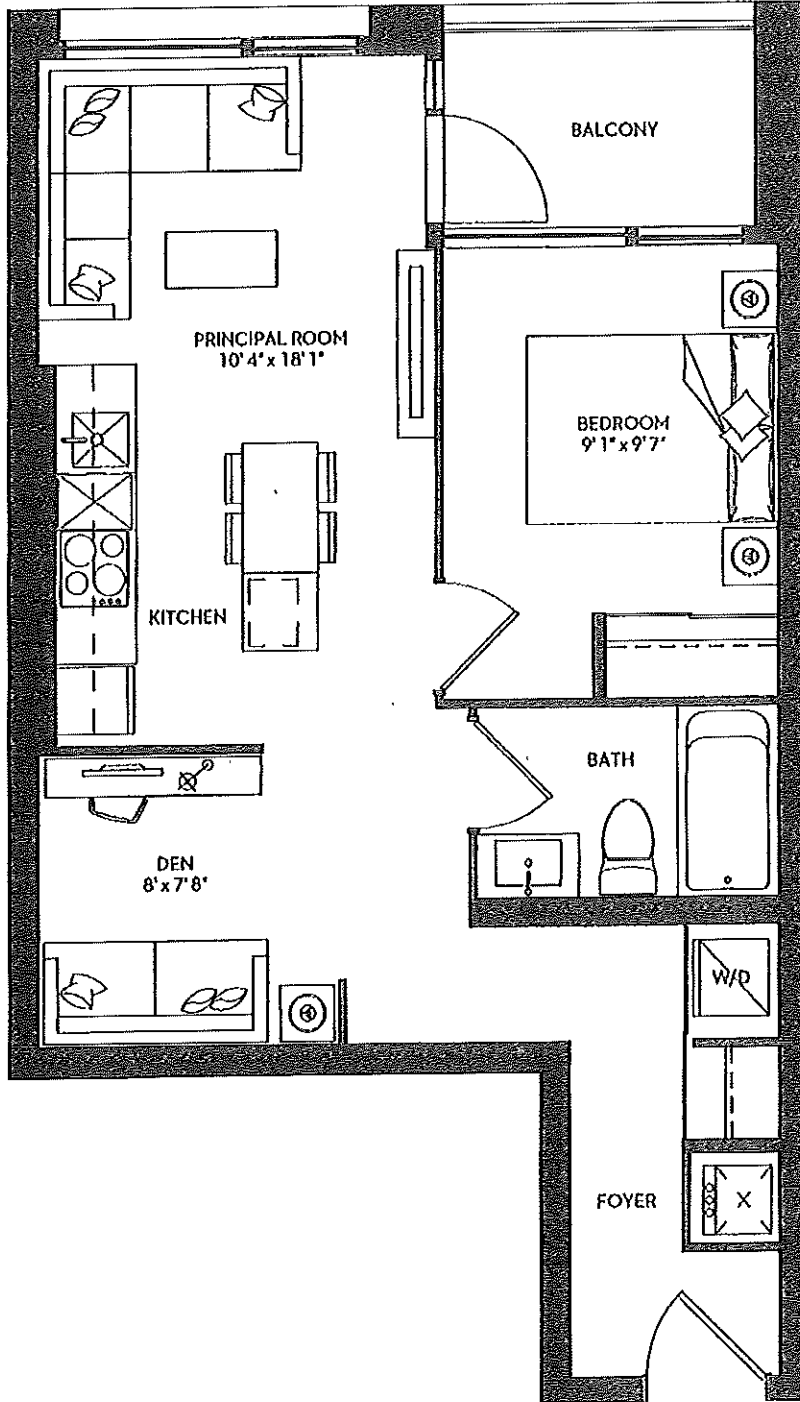 BALCONY
PRINCIPAL ROOM
10'4" x 18'1"
BEDROOM
9'1" x 9'7"
KITCHEN
BATH
DEN
8' x 7'8"
W/D
FOYER
X